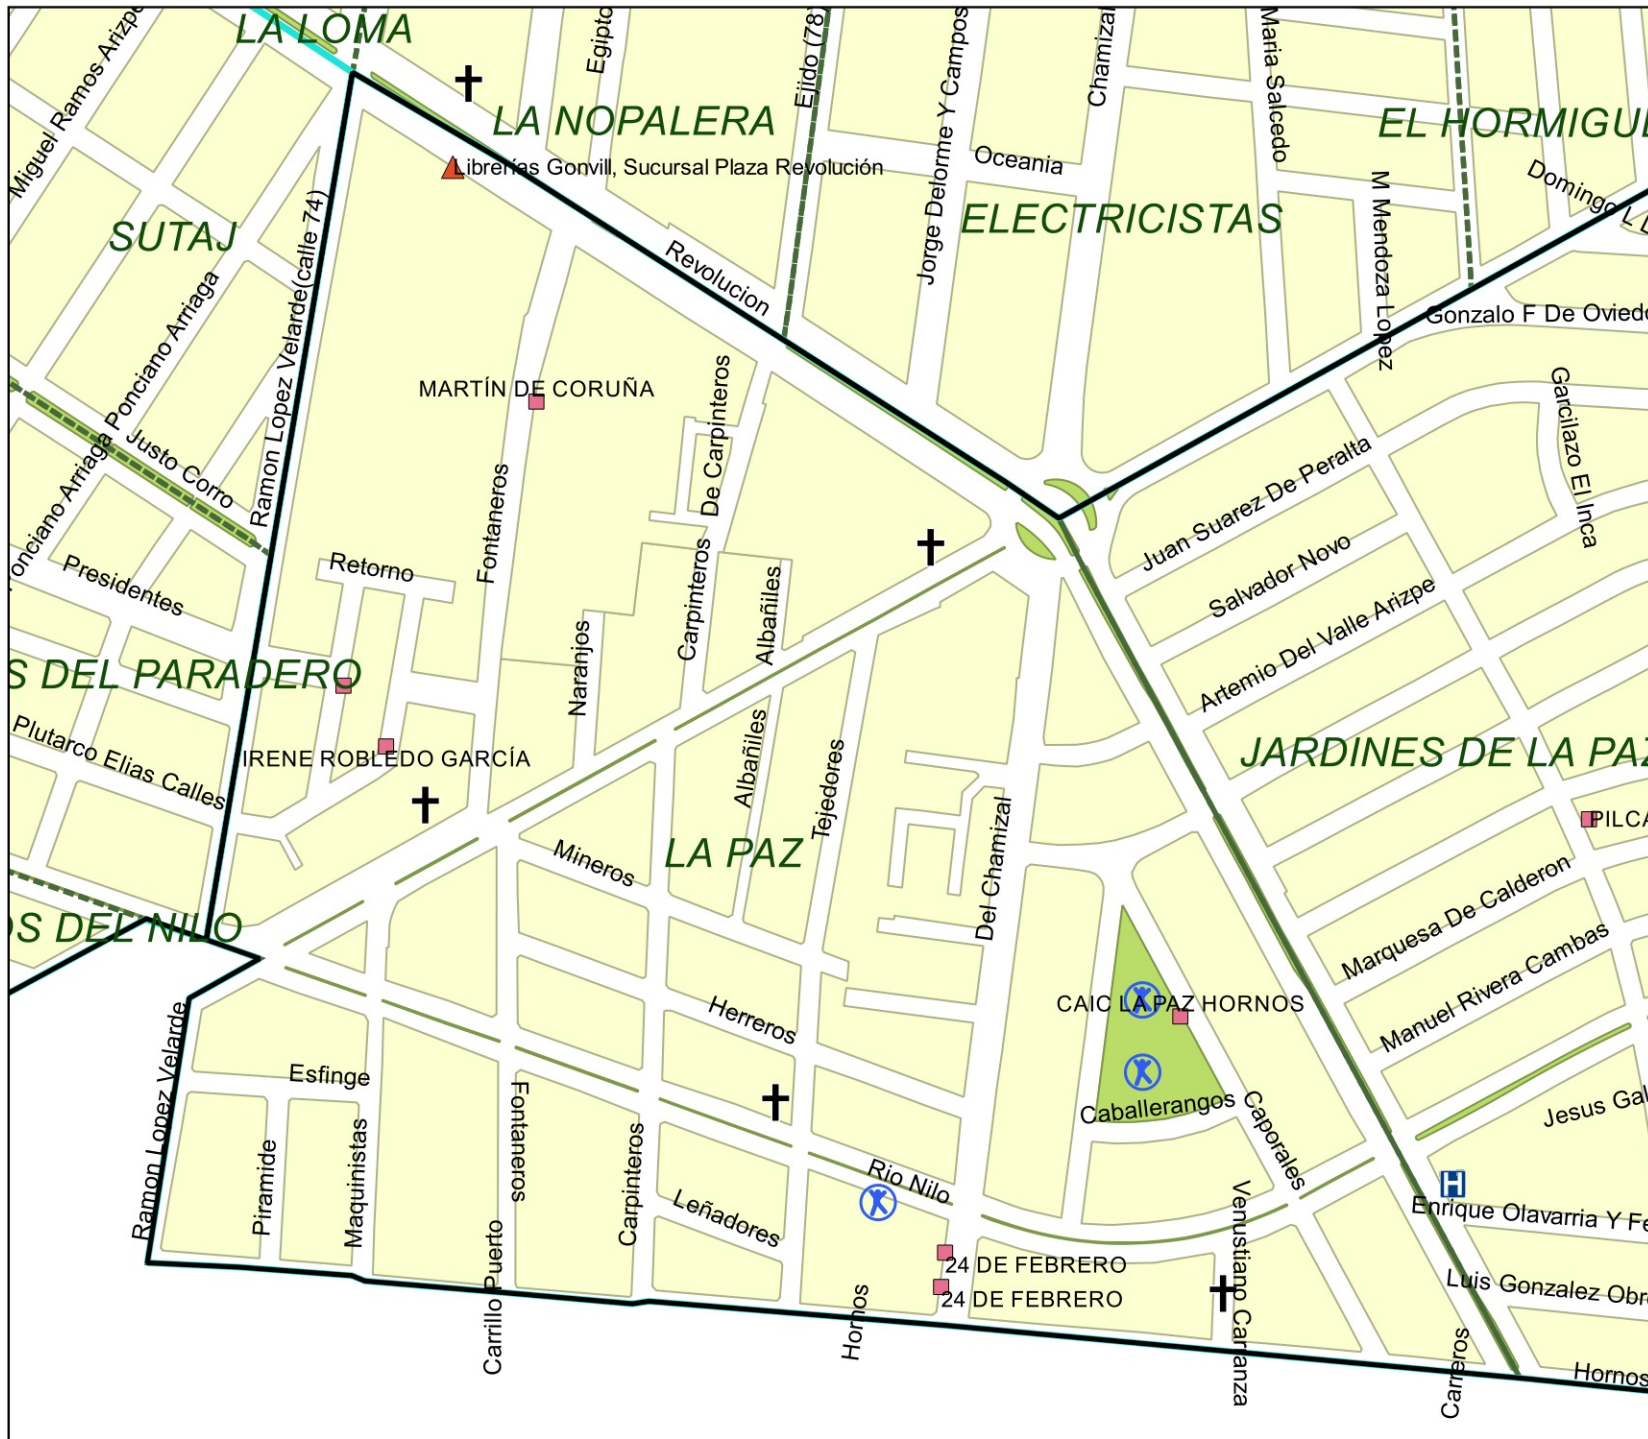 LA LOMA
Miguel Ramos Arizpe
Egipto
Ejido (78)
Jorge Delorme Y Campos
Chamizal
Maria Salcedo
LA NOPALERA
EL HORMIGUE
Librerías Gonvill, Sucursal Plaza Revolución
Oceania
Domingo L
M Mendoza Lopez
SUTAJ
ELECTRICISTAS
Ramon Lopez Velarde(calle 74)
Revolucion
Gonzalo F De Oviedo
Ponciano Arriaga
Ponciano Arriaga
MARTÍN DE CORUÑA
De Carpinteros
Garcilazo El Inca
Justo Corro
Fontaneros
Juan Suarez De Peralta
Presidentes
Retorno
Carpinteros
Albañiles
Salvador Novo
Artemio Del Valle Arizpe
Naranjos
S DEL PARADERO
Plutarco Elias Calles
IRENE ROBLEDO GARCÍA
Albañiles
Tejedores
JARDINES DE LA PAZ
PILCA
Del Chamizal
Mineros
LA PAZ
OS DEL NILO
Marquesa De Calderon
Manuel Rivera Cambas
Herreros
CAIC LA PAZ HORNOS
Ramon Lopez Velarde
Esfinge
Caballerangos
Caporales
Jesus Gal
Piramide
Maquinistas
Fontaneros
Carpinteros
Rio Nilo
Leñadores
H
Venustiano Carranza
Enrique Olavarria Y Fe
24 DE FEBRERO
24 DE FEBRERO
Luis Gonzalez Obre
Carrillo Puerto
Hornos
Carreros
Hornos